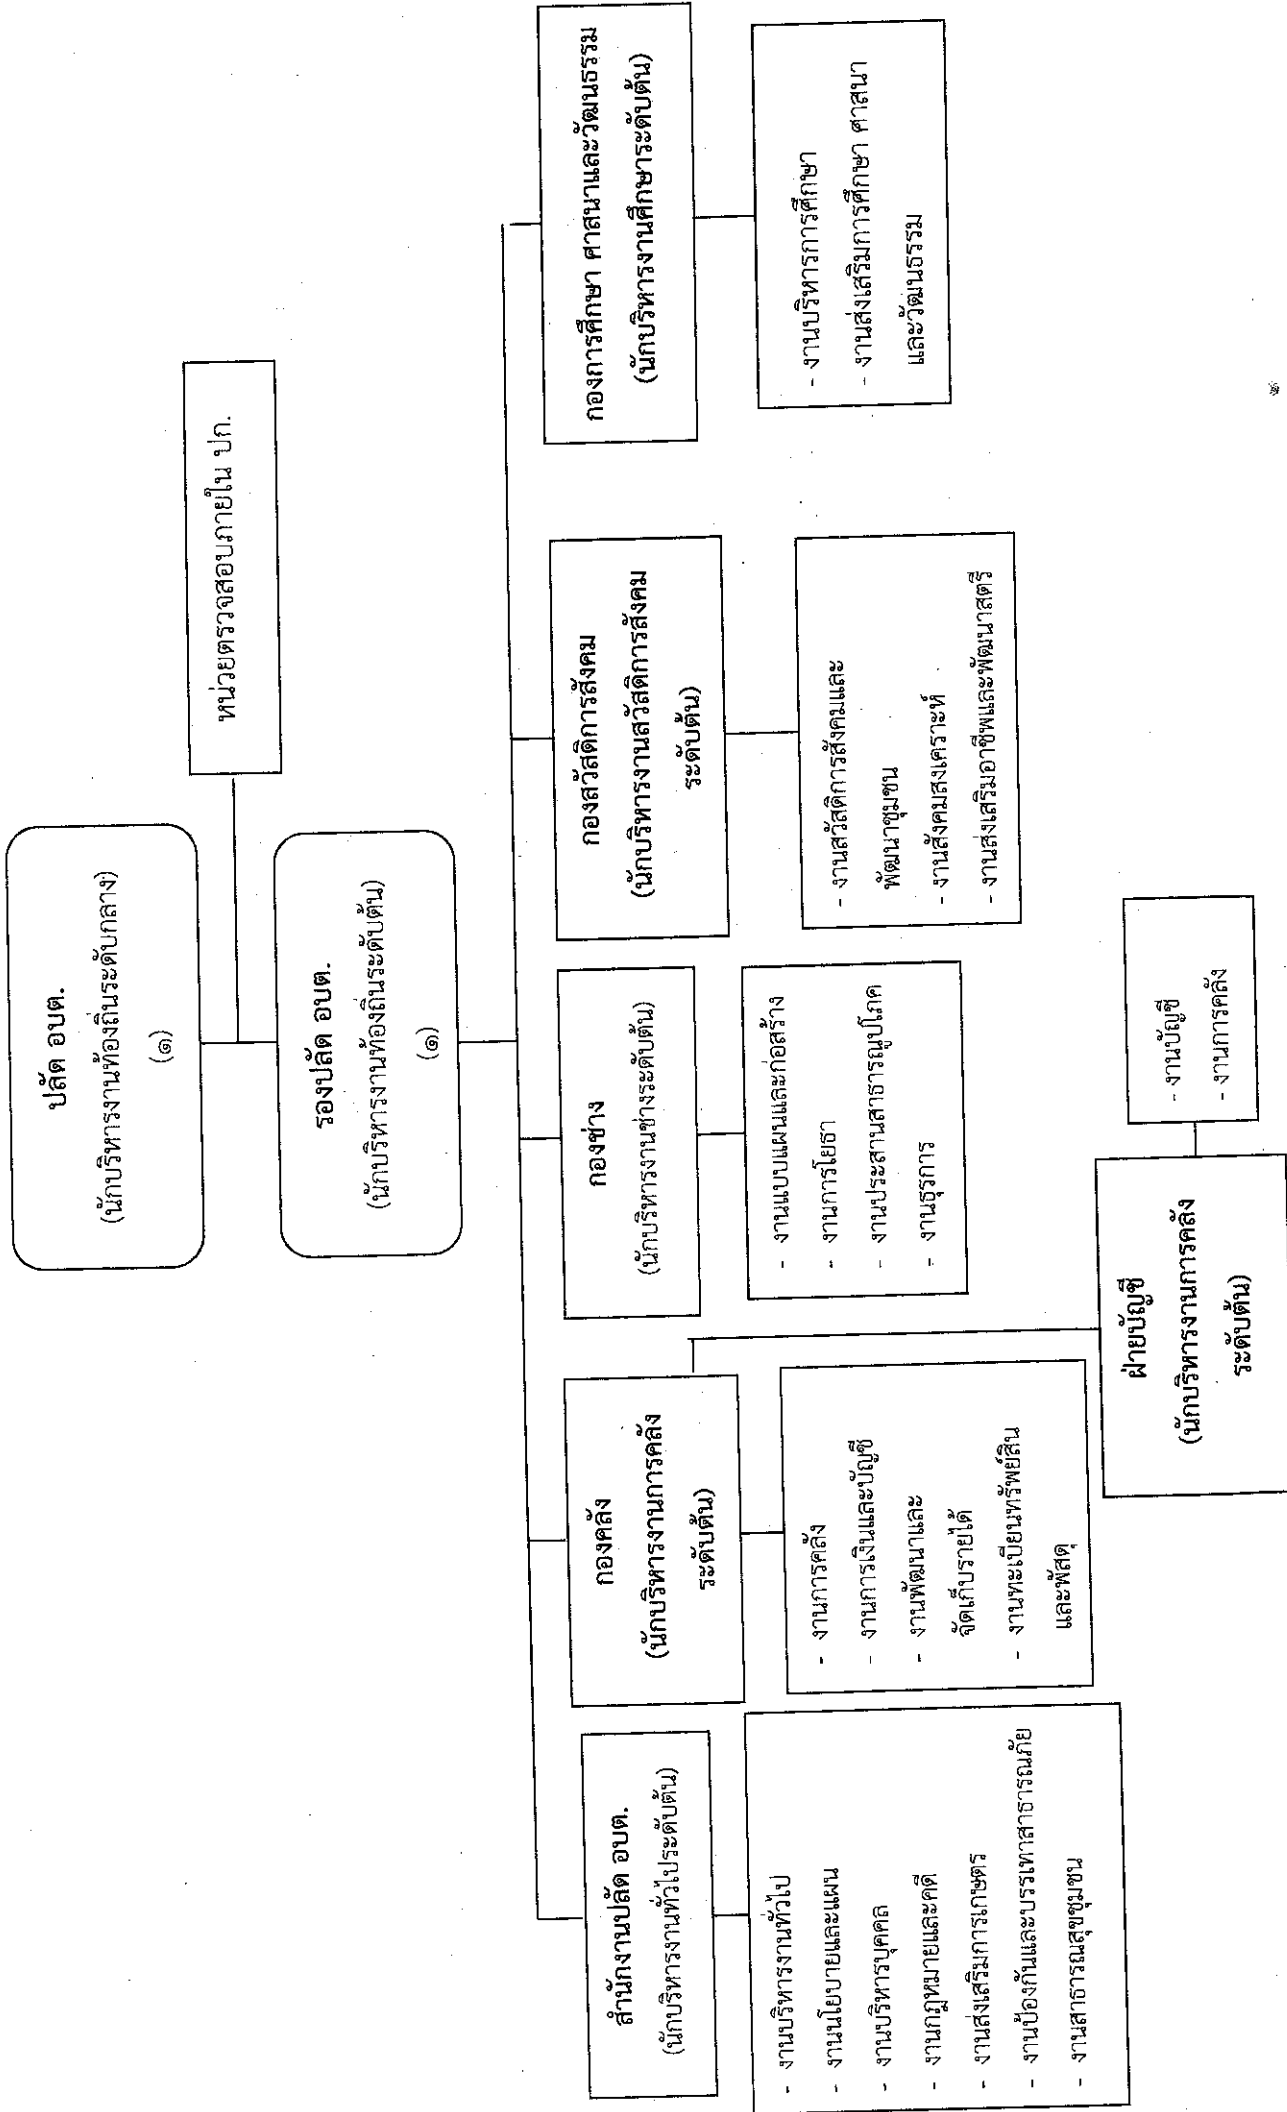 ปลัด อบต.
(นักบริหารงานท้องถิ่นระดับกลาง)
(๑)
หน่วยตรวจสอบภายใน ปก.
รองปลัด อบต.
(นักบริหารงานท้องถิ่นระดับต้น)
(๑)
สำนักงานปลัด อบต.
(นักบริหารงานทั่วไประดับต้น)
- งานบริหารงานทั่วไป
- งานนโยบายและแผน
- งานบริหารบุคคล
- งานกฎหมายและคดี
- งานส่งเสริมการเกษตร
- งานป้องกันและบรรเทาสาธารณภัย
- งานสาธารณสุขชุมชน
กองคลัง
(นักบริหารงานการคลัง
ระดับต้น)
- งานการคลัง
- งานการเงินและบัญชี
- งานพัฒนาและ
จัดเก็บรายได้
- งานทะเบียนทรัพย์สิน
และพัสดุ
ฝ่ายบัญชี
(นักบริหารงานการคลัง
ระดับต้น)
- งานบัญชี
- งานการคลัง
กองช่าง
(นักบริหารงานช่างระดับต้น)
- งานแบบแผนและก่อสร้าง
- งานการโยธา
- งานประสานสาธารณูปโภค
- งานธุรการ
กองสวัสดิการสังคม
(นักบริหารงานสวัสดิการสังคม
ระดับต้น)
- งานสวัสดิการสังคมและ
พัฒนาชุมชน
- งานสังคมสงเคราะห์
- งานส่งเสริมอาชีพและพัฒนาสตรี
กองการศึกษา ศาสนาและวัฒนธรรม
(นักบริหารงานศึกษาระดับต้น)
- งานบริหารการศึกษา
- งานส่งเสริมการศึกษา ศาสนา
และวัฒนธรรม